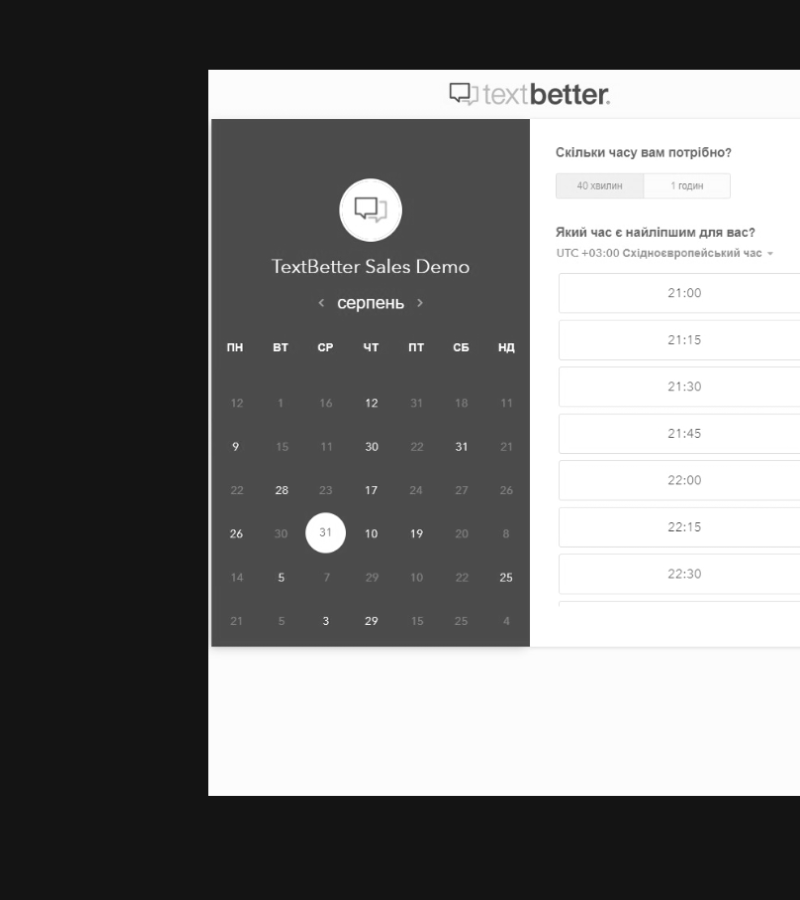 textbetter.
TextBetter Sales Demo
‹ серпень ›
ПН ВТ СР ЧТ ПТ СБ НД
12 1 16 12 31 18 11
9 15 11 30 22 31 21
22 28 23 17 24 27 26
26 30 31 10 19 20 8
14 5 7 29 10 22 25
21 5 3 29 15 25 4
Скільки часу вам потрібно?
40 хвилин 1 годин
Який час є найліпшим для вас?
UTC +03:00 Східноєвропейський час
21:00
21:15
21:30
21:45
22:00
22:15
22:30